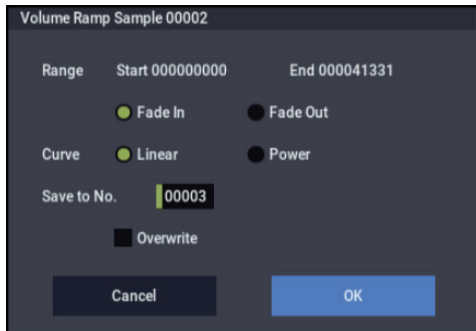 Volume Ramp Sample 00002
Range Start 000000000 End 000041331
Fade In Fade Out
Curve Linear Power
Save to No. 00003
Overwrite
Cancel OK